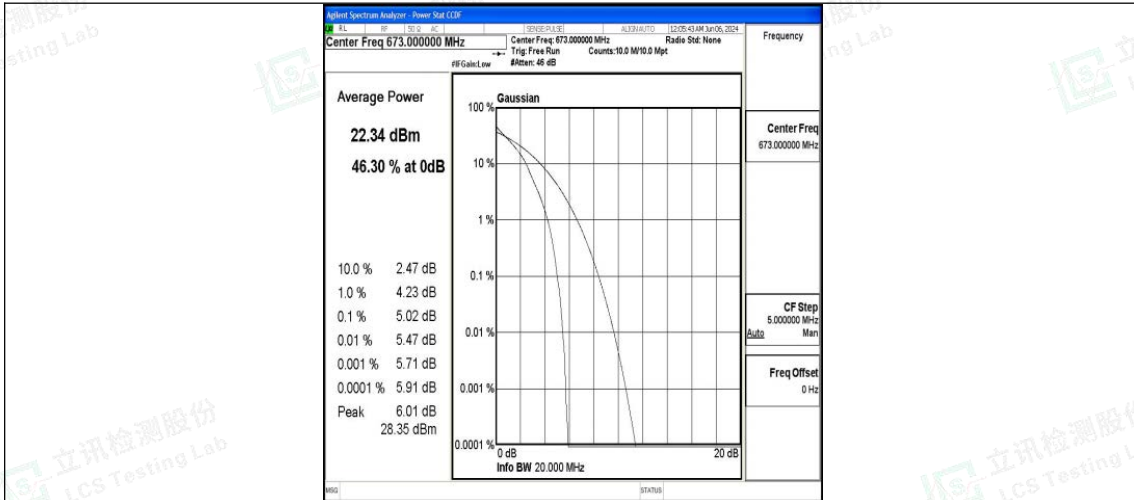 Agilent Spectrum Analyzer - Power Stat CCDF
RL RF 50 Ω AC SENSE:PULSE ALIGN AUTO 12:05:43 AM Jun 06, 2024
Center Freq 673.000000 MHz
Center Freq: 673.000000 MHz Radio Std: None
Trig: Free Run Counts:10.0 M/10.0 Mpt
#IFGain:Low #Atten: 46 dB
Frequency
Average Power
22.34 dBm
46.30 % at 0dB
10.0 % 2.47 dB
1.0 % 4.23 dB
0.1 % 5.02 dB
0.01 % 5.47 dB
0.001 % 5.71 dB
0.0001 % 5.91 dB
Peak 6.01 dB
28.35 dBm
Gaussian
100 %
10 %
1 %
0.1 %
0.01 %
0.001 %
0.0001 %
0 dB 20 dB
Info BW 20.000 MHz
Center Freq
673.000000 MHz
CF Step
5.000000 MHz
Auto Man
Freq Offset
0 Hz
MSG STATUS
立讯检测股份
LCS Testing Lab